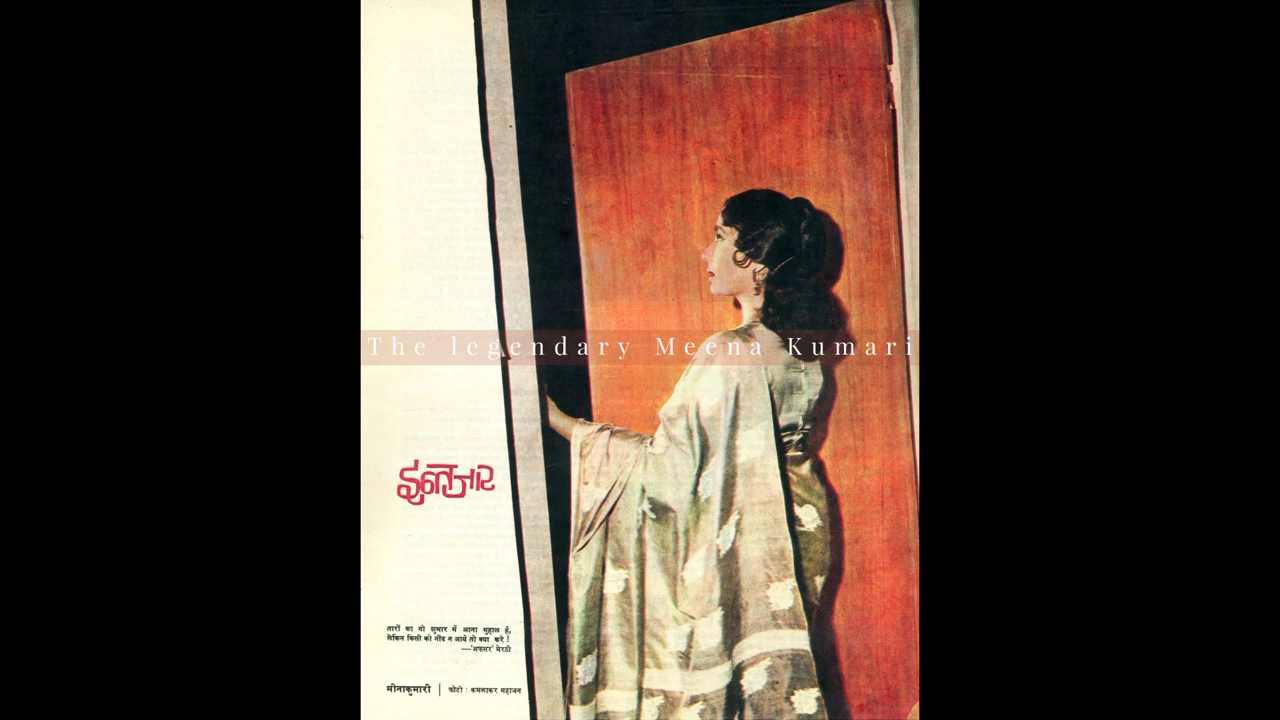 The legendary Meena Kumari
इन्तजार
तारों का गो शुमार में आना मुहाल है,
लेकिन किसी को नींद न आये तो क्या करे !
—'अफसर' मेरठी
मीनाकुमारी | फोटो : कमलाकर महाजन